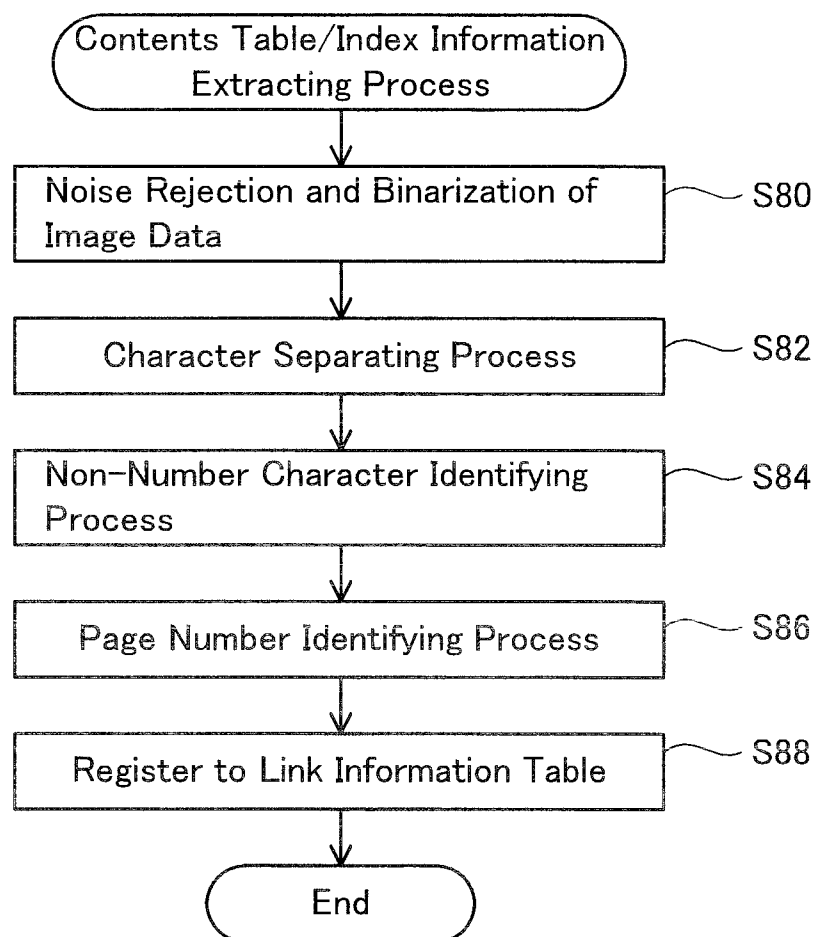 Contents Table/Index Information
Extracting Process
Noise Rejection and Binarization of
Image Data
S80
Character Separating Process
S82
Non-Number Character Identifying
Process
S84
Page Number Identifying Process
S86
Register to Link Information Table
S88
End